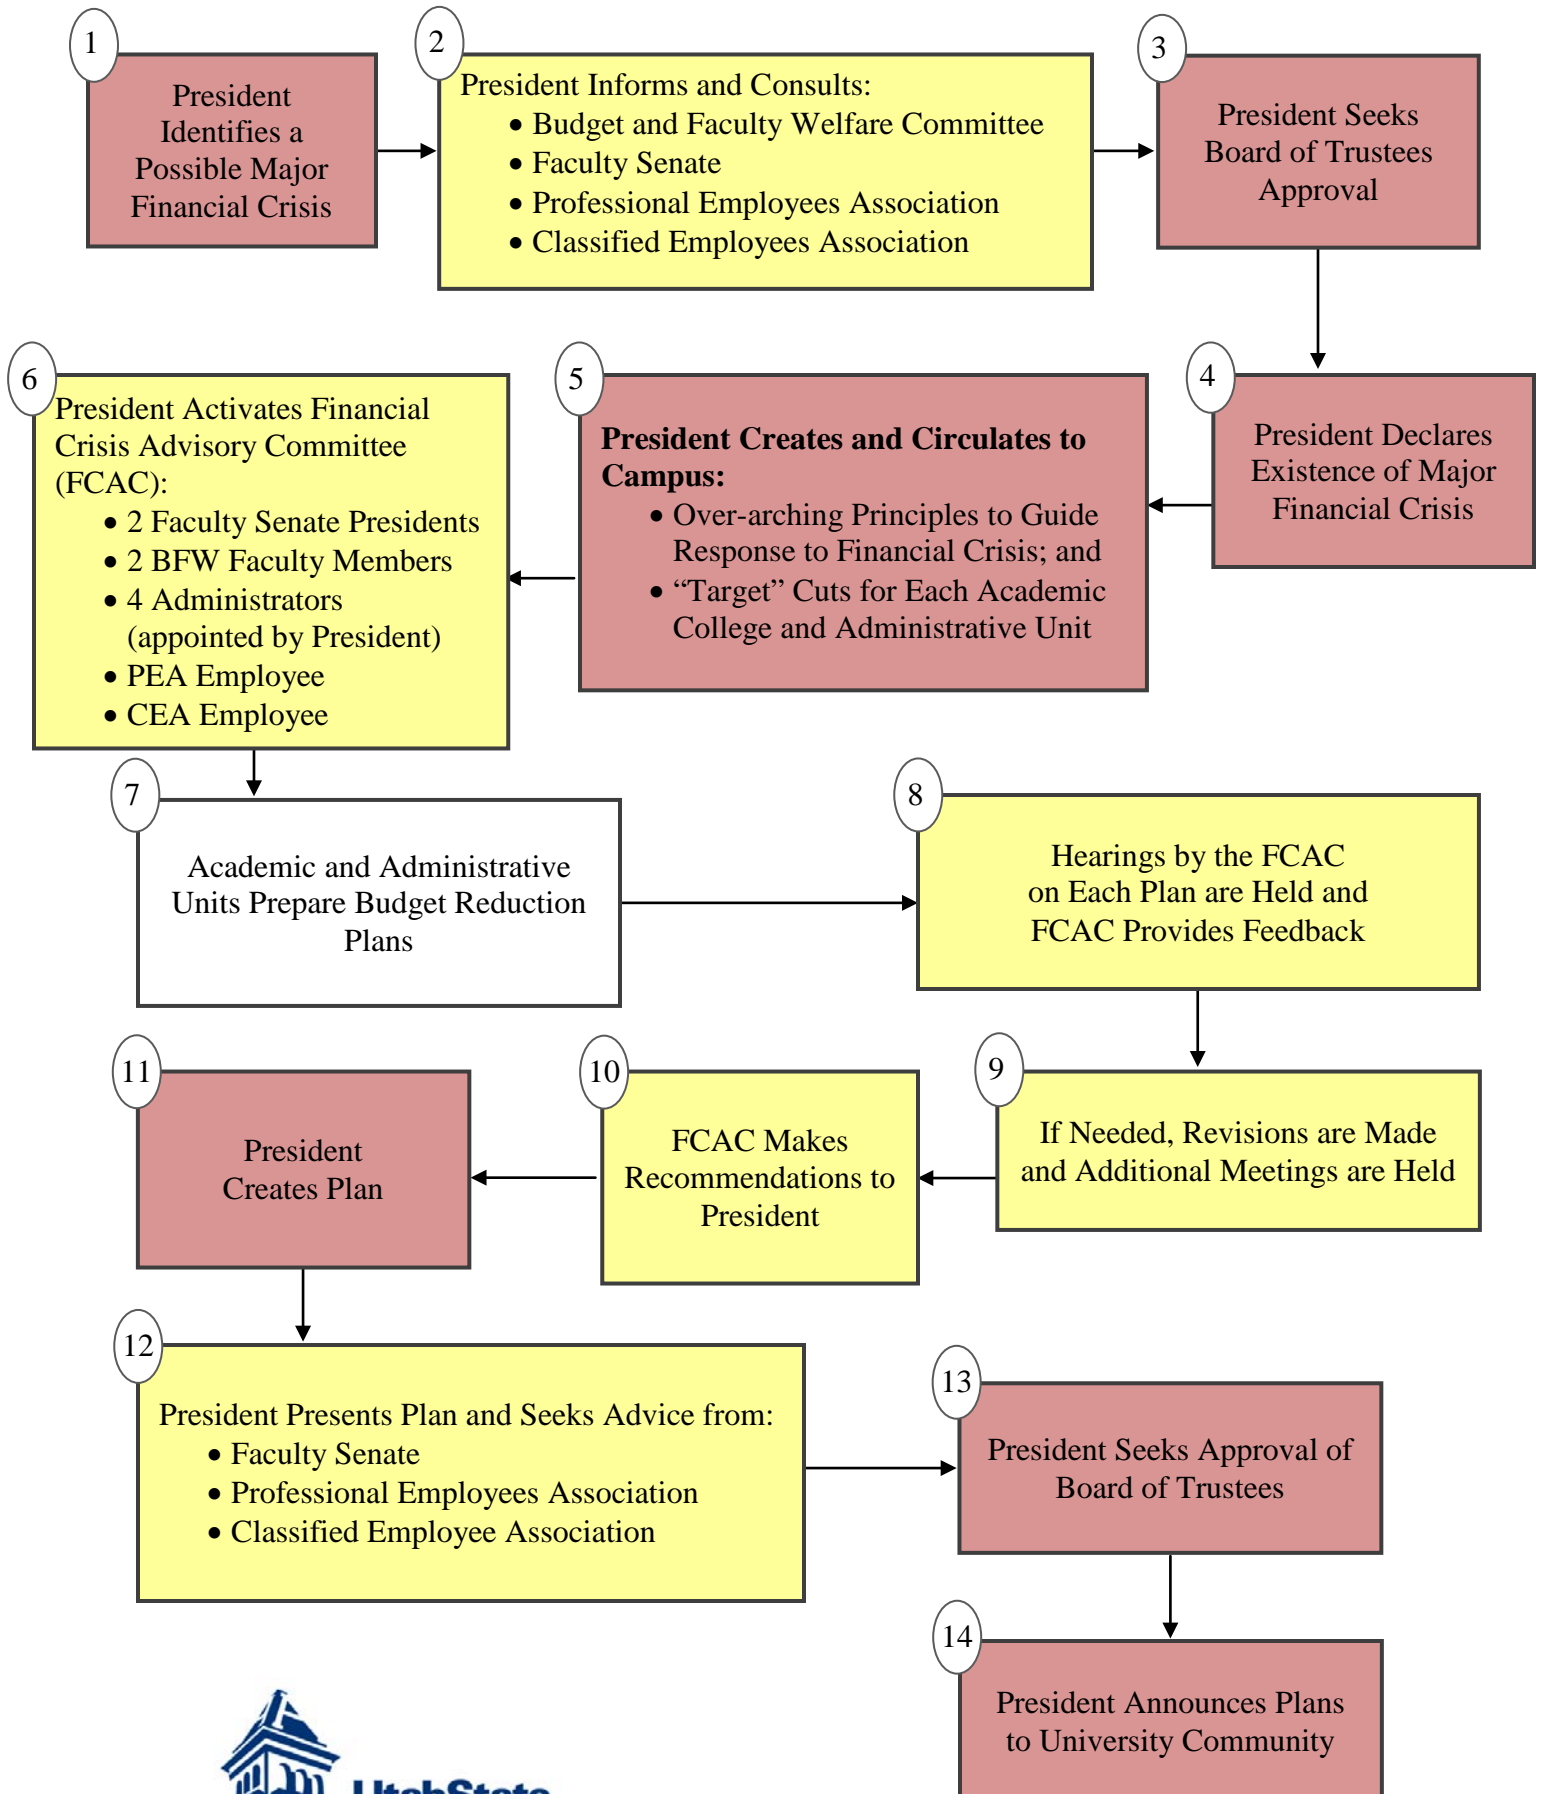 1
President
Identifies a
Possible Major
Financial Crisis
2
President Informs and Consults:
• Budget and Faculty Welfare Committee
• Faculty Senate
• Professional Employees Association
• Classified Employees Association
3
President Seeks
Board of Trustees
Approval
4
President Declares
Existence of Major
Financial Crisis
5
President Creates and Circulates to
Campus:
• Over-arching Principles to Guide
Response to Financial Crisis; and
• “Target” Cuts for Each Academic
College and Administrative Unit
6
President Activates Financial
Crisis Advisory Committee
(FCAC):
• 2 Faculty Senate Presidents
• 2 BFW Faculty Members
• 4 Administrators
(appointed by President)
• PEA Employee
• CEA Employee
7
Academic and Administrative
Units Prepare Budget Reduction
Plans
8
Hearings by the FCAC
on Each Plan are Held and
FCAC Provides Feedback
9
If Needed, Revisions are Made
and Additional Meetings are Held
10
FCAC Makes
Recommendations to
President
11
President
Creates Plan
12
President Presents Plan and Seeks Advice from:
• Faculty Senate
• Professional Employees Association
• Classified Employee Association
13
President Seeks Approval of
Board of Trustees
14
President Announces Plans
to University Community
UtahState